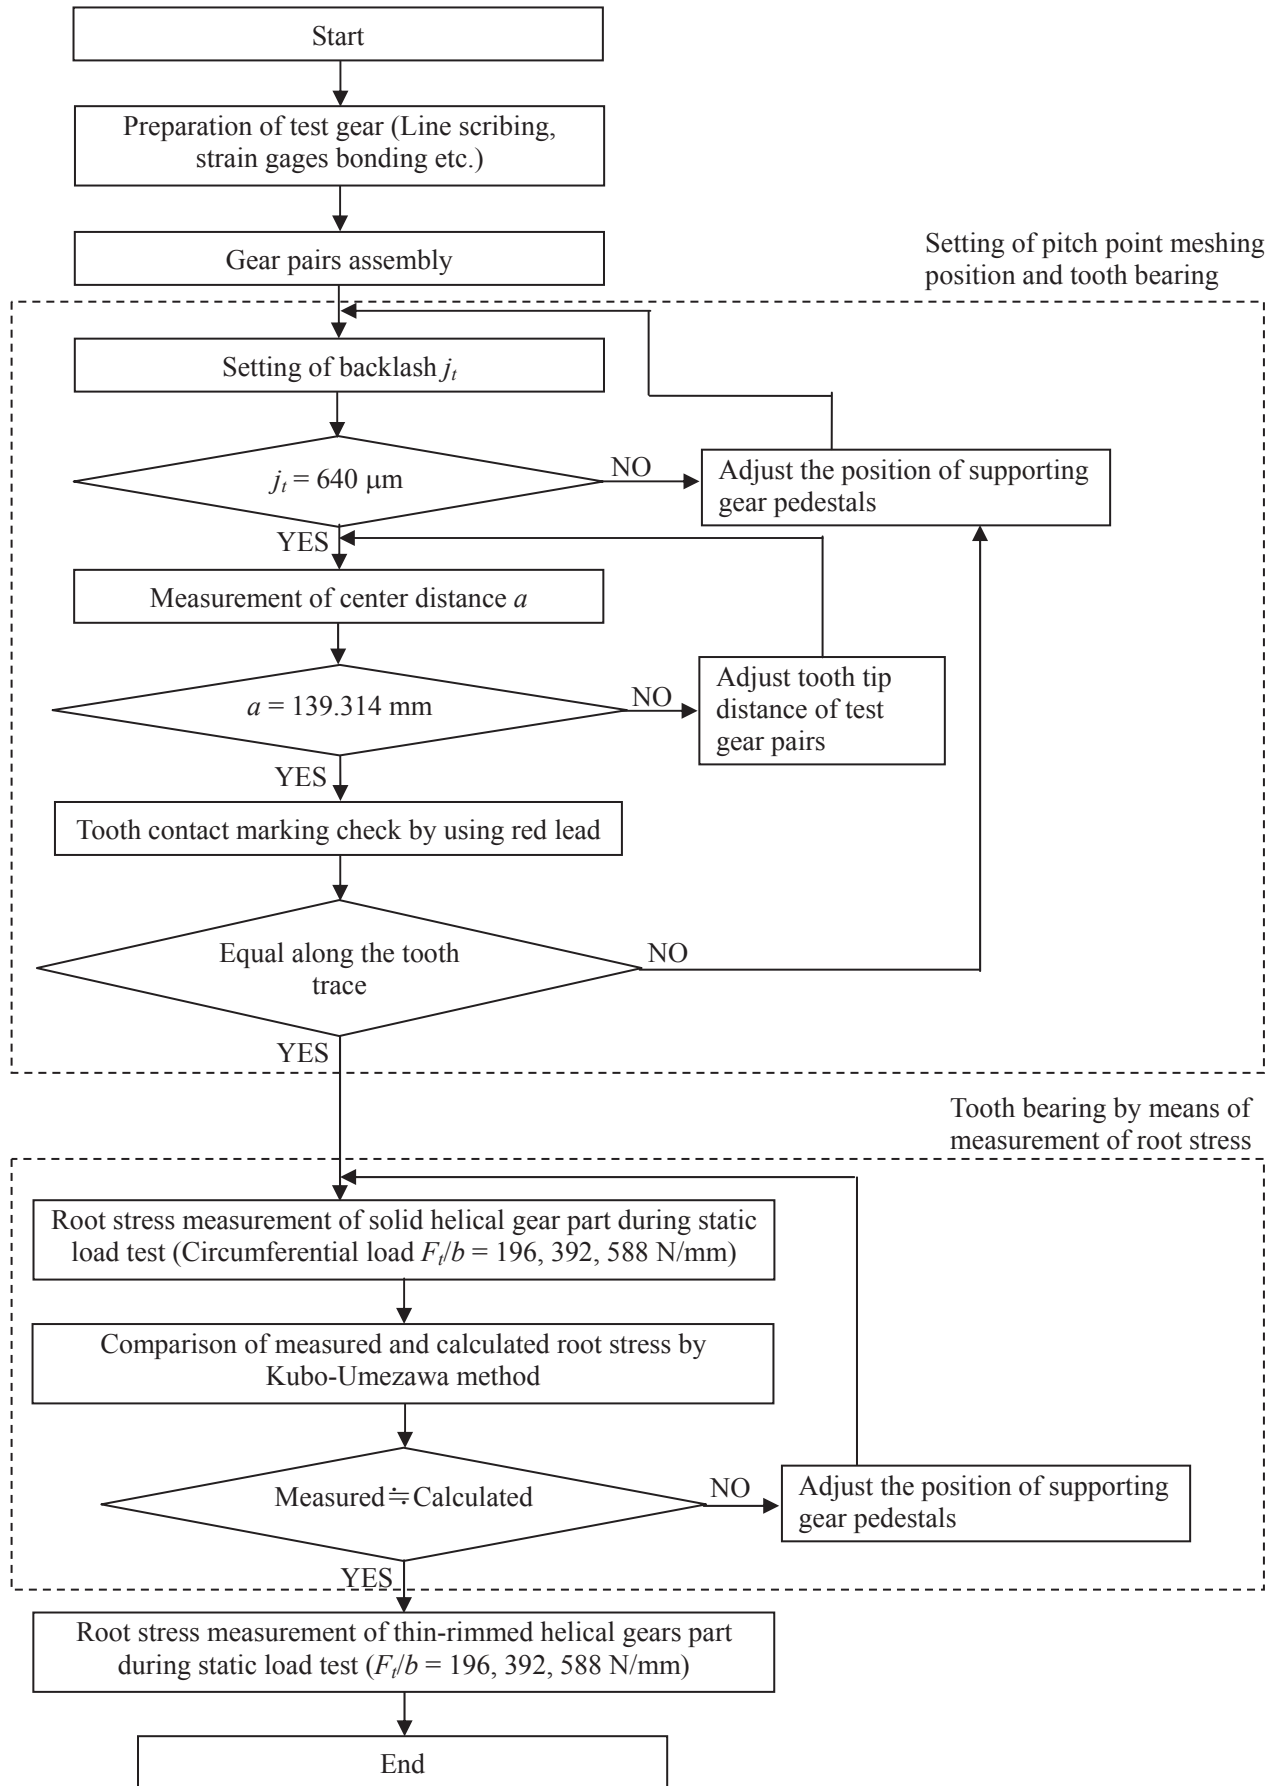 Start
Preparation of test gear (Line scribing,
strain gages bonding etc.)
Gear pairs assembly
Setting of pitch point meshing
position and tooth bearing
Setting of backlash jt
jt = 640 μm
NO
Adjust the position of supporting
gear pedestals
YES
Measurement of center distance a
a = 139.314 mm
NO
Adjust tooth tip
distance of test
gear pairs
YES
Tooth contact marking check by using red lead
Equal along the tooth
trace
NO
YES
Tooth bearing by means of
measurement of root stress
Root stress measurement of solid helical gear part during static
load test (Circumferential load Ft/b = 196, 392, 588 N/mm)
Comparison of measured and calculated root stress by
Kubo-Umezawa method
Measured≒Calculated
NO
Adjust the position of supporting
gear pedestals
YES
Root stress measurement of thin-rimmed helical gears part
during static load test (Ft/b = 196, 392, 588 N/mm)
End